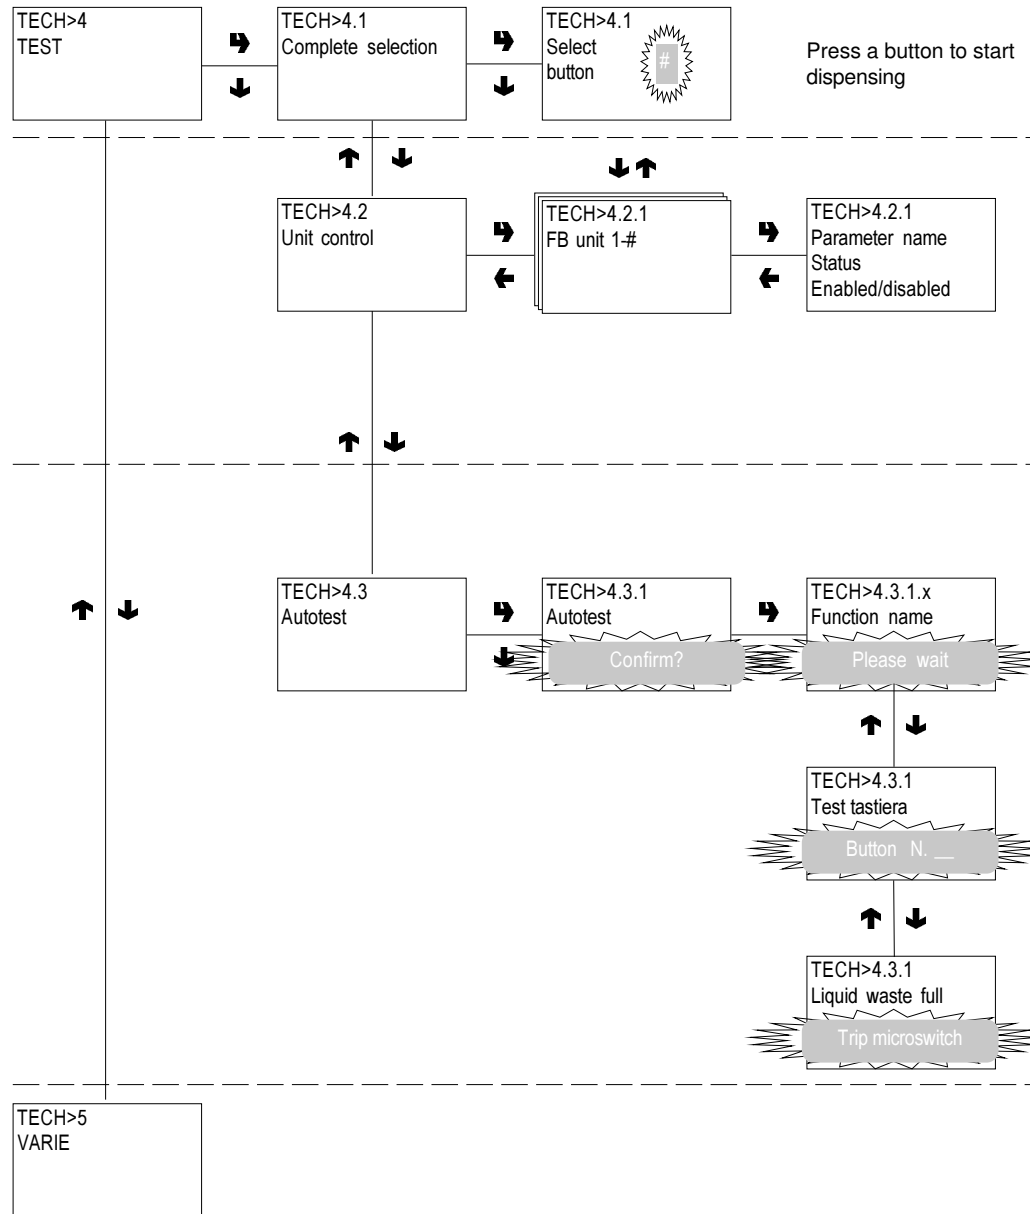 TECH>4
TEST
TECH>4.1
Complete selection
TECH>4.1
Select
button
#
Press a button to start
dispensing
TECH>4.2
Unit control
TECH>4.2.1
FB unit 1-#
TECH>4.2.1
Parameter name
Status
Enabled/disabled
TECH>4.3
Autotest
TECH>4.3.1
Autotest
Confirm?
TECH>4.3.1.x
Function name
Please wait
TECH>4.3.1
Test tastiera
Button N. __
TECH>4.3.1
Liquid waste full
Trip microswitch
TECH>5
VARIE